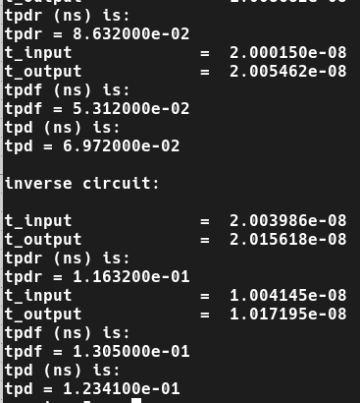 tpdr (ns) is:
tpdr = 8.632000e-02
t_input = 2.000150e-08
t_output = 2.005462e-08
tpdf (ns) is:
tpdf = 5.312000e-02
tpd (ns) is:
tpd = 6.972000e-02
inverse circuit:
t_input = 2.003986e-08
t_output = 2.015618e-08
tpdr (ns) is:
tpdr = 1.163200e-01
t_input = 1.004145e-08
t_output = 1.017195e-08
tpdf (ns) is:
tpdf = 1.305000e-01
tpd (ns) is:
tpd = 1.234100e-01